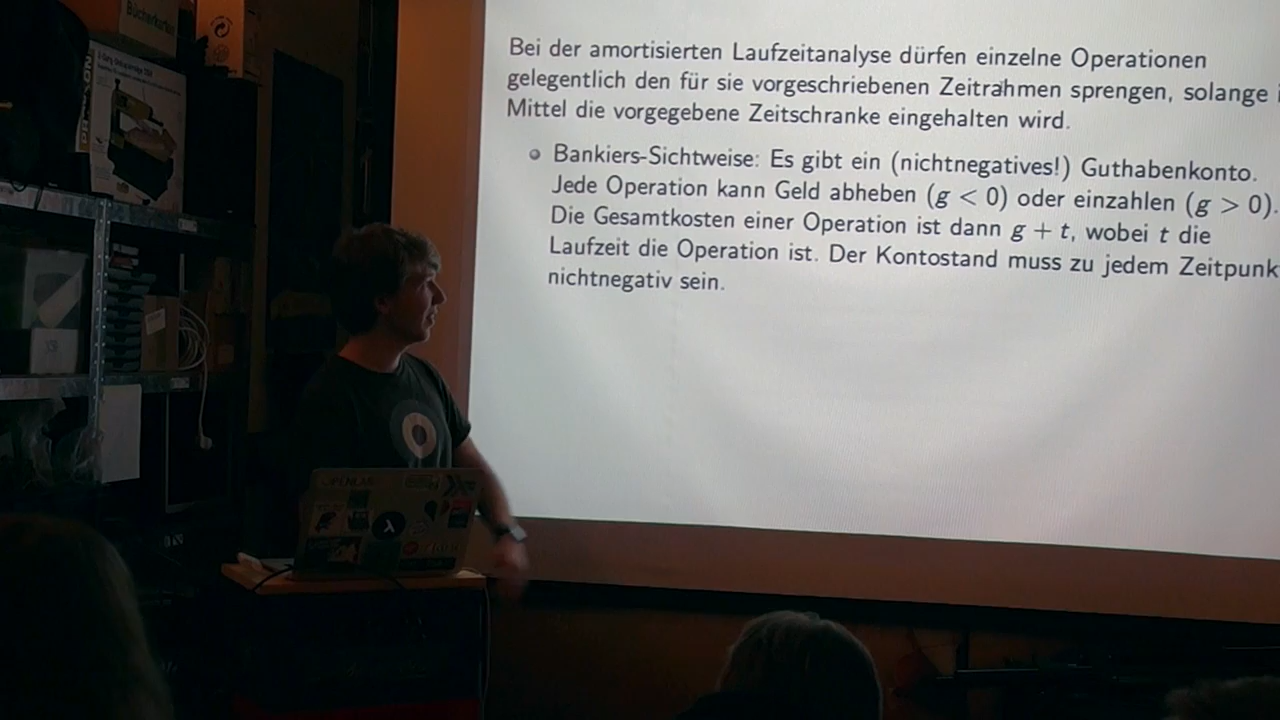 Bücherkarton
Bei der amortisierten Laufzeitanalyse dürfen einzelne Operationen
gelegentlich den für sie vorgeschriebenen Zeitrahmen sprengen, solange
Mittel die vorgegebene Zeitschranke eingehalten wird.
Bankiers-Sichtweise: Es gibt ein (nichtnegatives!) Guthabenkonto.
Jede Operation kann Geld abheben (g < 0) oder einzahlen (g > 0).
Die Gesamtkosten einer Operation ist dann g + t, wobei t die
Laufzeit die Operation ist. Der Kontostand muss zu jedem Zeitpunk
nichtnegativ sein.
OPENLAB
λ